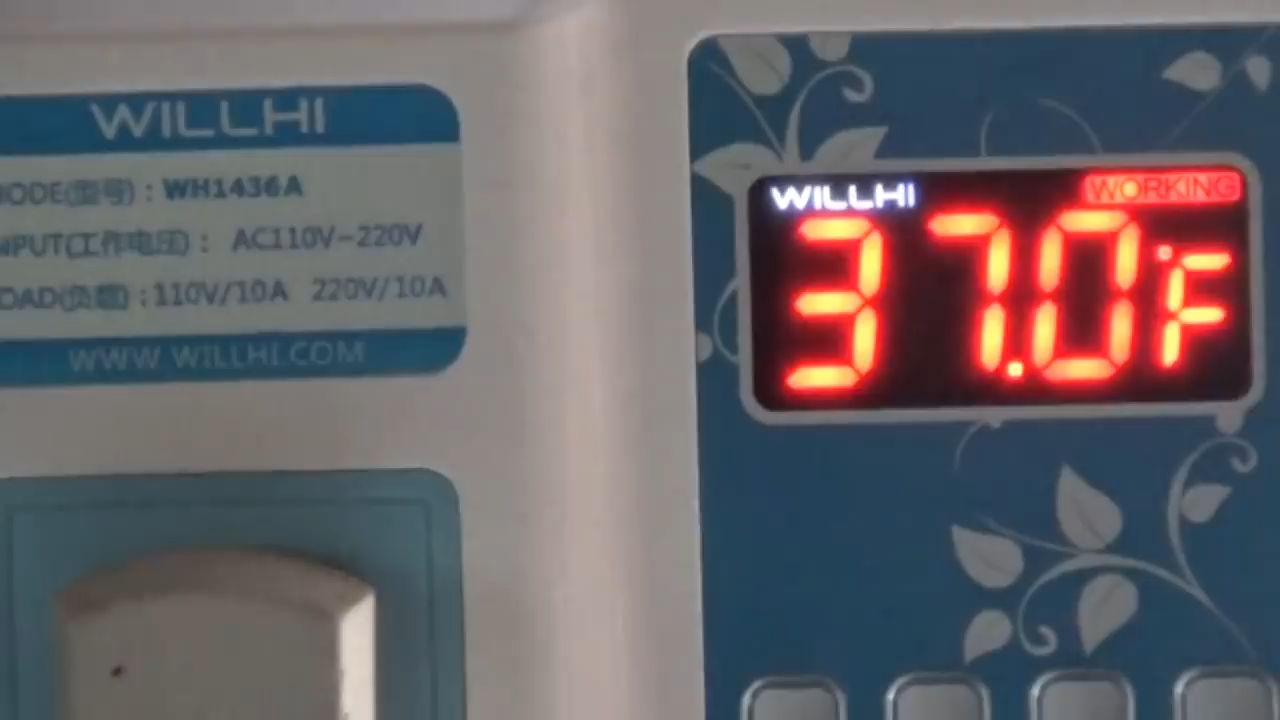 WILLHI
MODE(型号) : WH1436A
INPUT(工作电压) : AC110V-220V
LOAD(负载) : 110V/10A 220V/10A
WWW.WILLHI.COM
WILLHI WORKING
37.0°F